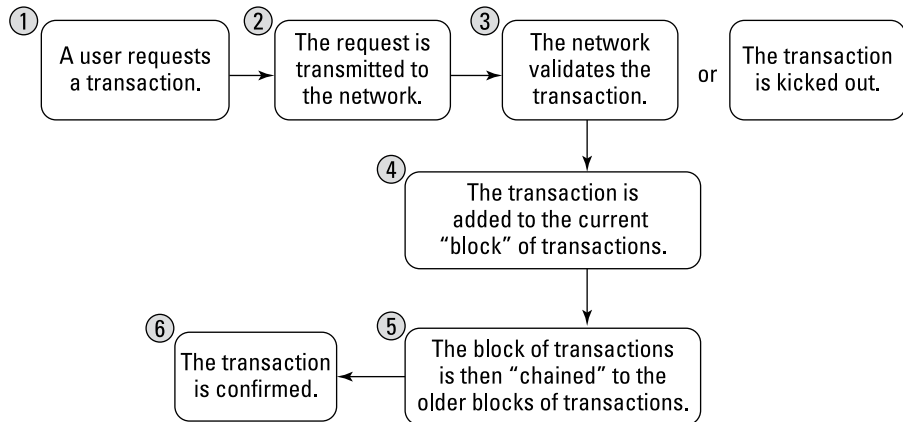 1
A user requests
a transaction.
2
The request is
transmitted to
the network.
3
The network
validates the
transaction.
or
The transaction
is kicked out.
4
The transaction is
added to the current
“block” of transactions.
5
The block of transactions
is then “chained” to the
older blocks of transactions.
6
The transaction
is confirmed.